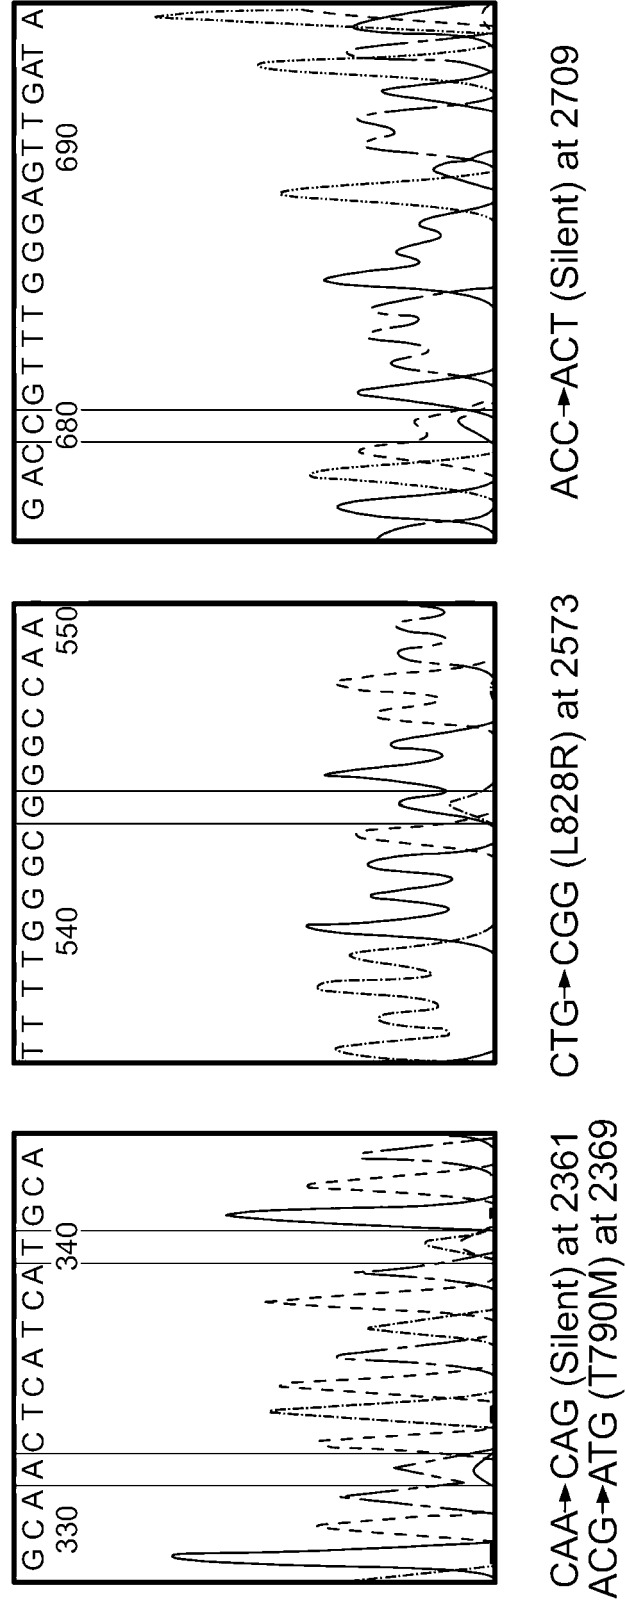 G C A A C T C A T C A T G C A
330 340
CAA→CAG (Silent) at 2361
ACG→ATG (T790M) at 2369
T T T T G G G C G G G C C A A
540 550
CTG→CGG (L828R) at 2573
G A C C G T T T G G G A G T T G A T A
680 690
ACC→ACT (Silent) at 2709